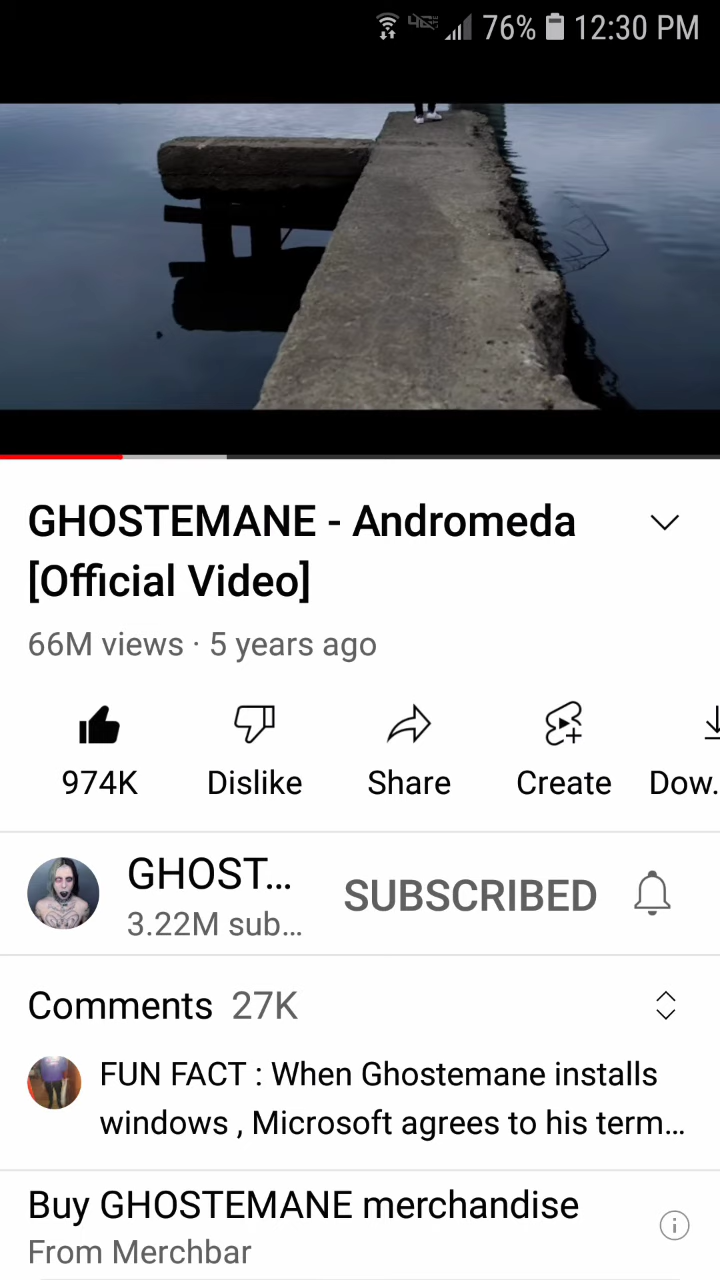 76% 12:30 PM
GHOSTEMANE - Andromeda
[Official Video]
66M views · 5 years ago
974K
Dislike
Share
Create
Dow.
GHOST...
3.22M sub...
SUBSCRIBED
Comments 27K
FUN FACT : When Ghostemane installs
windows , Microsoft agrees to his term...
Buy GHOSTEMANE merchandise
From Merchbar